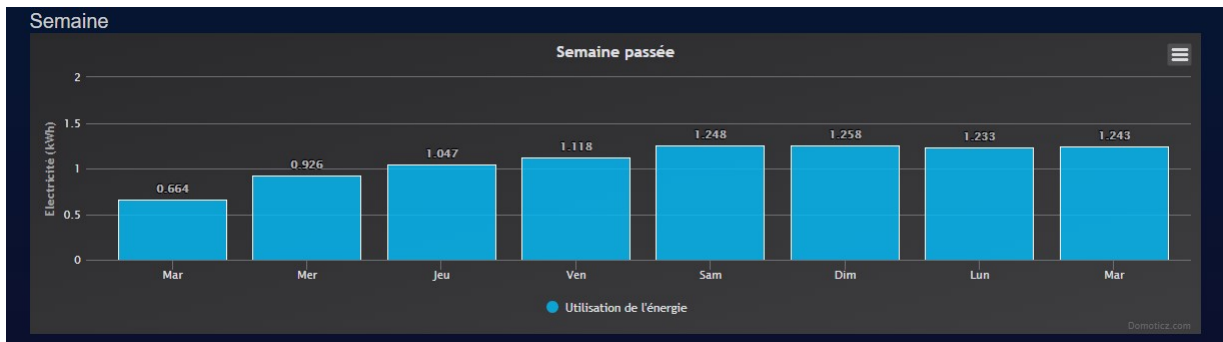 Semaine
Semaine passée
Electricité (kWh)
2
1.5
1
0.5
0
0.664
0.926
1.047
1.118
1.248
1.258
1.233
1.243
Mar
Mer
Jeu
Ven
Sam
Dim
Lun
Mar
Utilisation de l'énergie
Domoticz.com